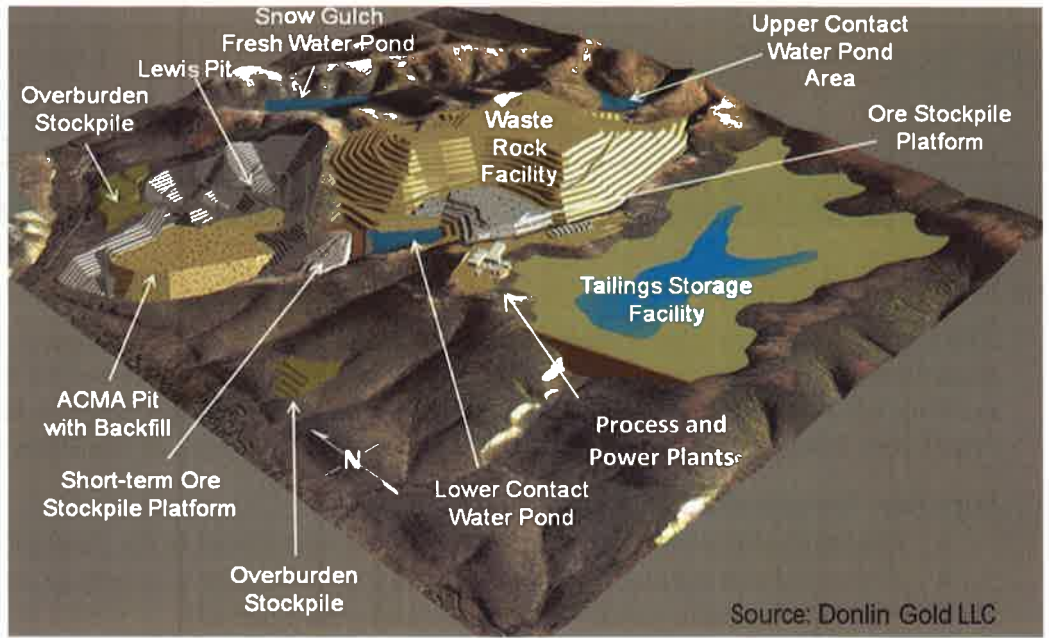 Snow Gulch
Fresh Water Pond
Lewis Pit
Overburden
Stockpile
Upper Contact
Water Pond
Area
Ore Stockpile
Platform
Waste
Rock
Facility
Tailings Storage
Facility
ACMA Pit
with Backfill
Short-term Ore
Stockpile Platform
N
Process and
Power Plants
Lower Contact
Water Pond
Overburden
Stockpile
Source: Donlin Gold LLC